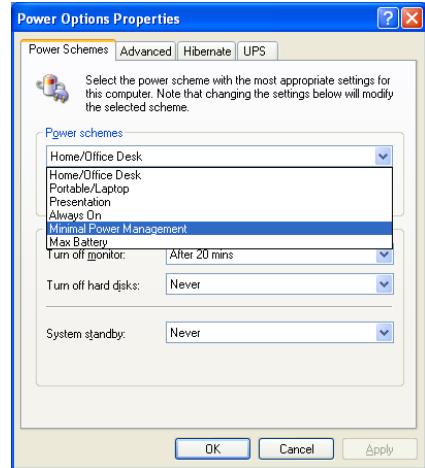 Power Options Properties
Power Schemes Advanced Hibernate UPS
Select the power scheme with the most appropriate settings for
this computer. Note that changing the settings below will modify
the selected scheme.
Power schemes
Home/Office Desk
Home/Office Desk
Portable/Laptop
Presentation
Always On
Minimal Power Management
Max Battery
Turn off monitor: After 20 mins
Turn off hard disks: Never
System standby: Never
OK Cancel Apply